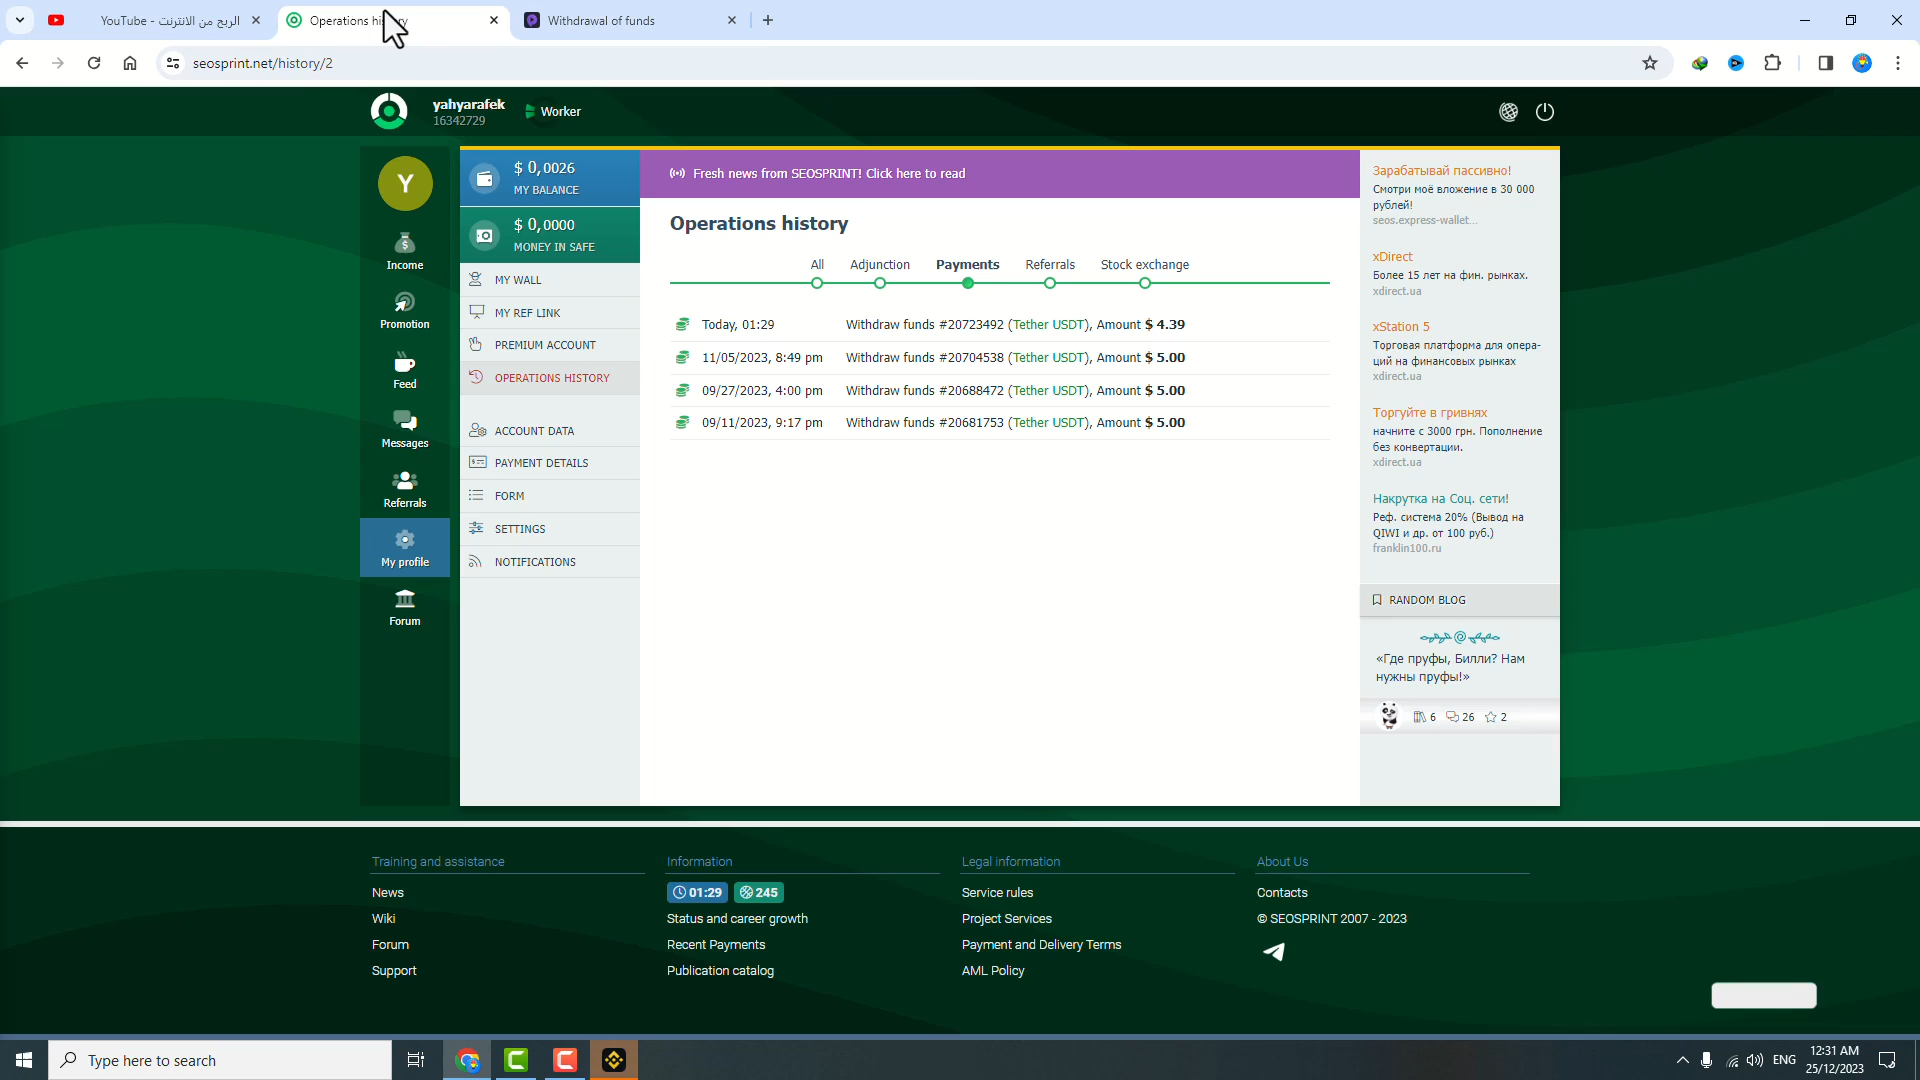 YouTube - الربح من الانترنت
Operations history
Withdrawal of funds
seosprint.net/history/2
yahyarafek
16342729
Worker
Y
Income
Promotion
Feed
Messages
Referrals
My profile
Forum
$ 0,0026
MY BALANCE
$ 0,0000
MONEY IN SAFE
MY WALL
MY REF LINK
PREMIUM ACCOUNT
OPERATIONS HISTORY
ACCOUNT DATA
PAYMENT DETAILS
FORM
SETTINGS
NOTIFICATIONS
Fresh news from SEOSPRINT! Click here to read
Operations history
All Adjunction Payments Referrals Stock exchange
Today, 01:29 Withdraw funds #20723492 (Tether USDT), Amount $ 4.39
11/05/2023, 8:49 pm Withdraw funds #20704538 (Tether USDT), Amount $ 5.00
09/27/2023, 4:00 pm Withdraw funds #20688472 (Tether USDT), Amount $ 5.00
09/11/2023, 9:17 pm Withdraw funds #20681753 (Tether USDT), Amount $ 5.00
Зарабатывай пассивно!
Смотри моё вложение в 30 000
рублей!
seos.express-wallet...
xDirect
Более 15 лет на фин. рынках.
xdirect.ua
xStation 5
Торговая платформа для опера-
ций на финансовых рынках
xdirect.ua
Торгуйте в гривнях
начните с 3000 грн. Пополнение
без конвертации.
xdirect.ua
Накрутка на Соц. сети!
Реф. система 20% (Вывод на
QIWI и др. от 100 руб.)
franklin100.ru
RANDOM BLOG
«Где пруфы, Билли? Нам
нужны пруфы!»
6 26 2
Training and assistance
News
Wiki
Forum
Support
Information
01:29 245
Status and career growth
Recent Payments
Publication catalog
Legal information
Service rules
Project Services
Payment and Delivery Terms
AML Policy
About Us
Contacts
© SEOSPRINT 2007 - 2023
Type here to search
ENG
12:31 AM
25/12/2023